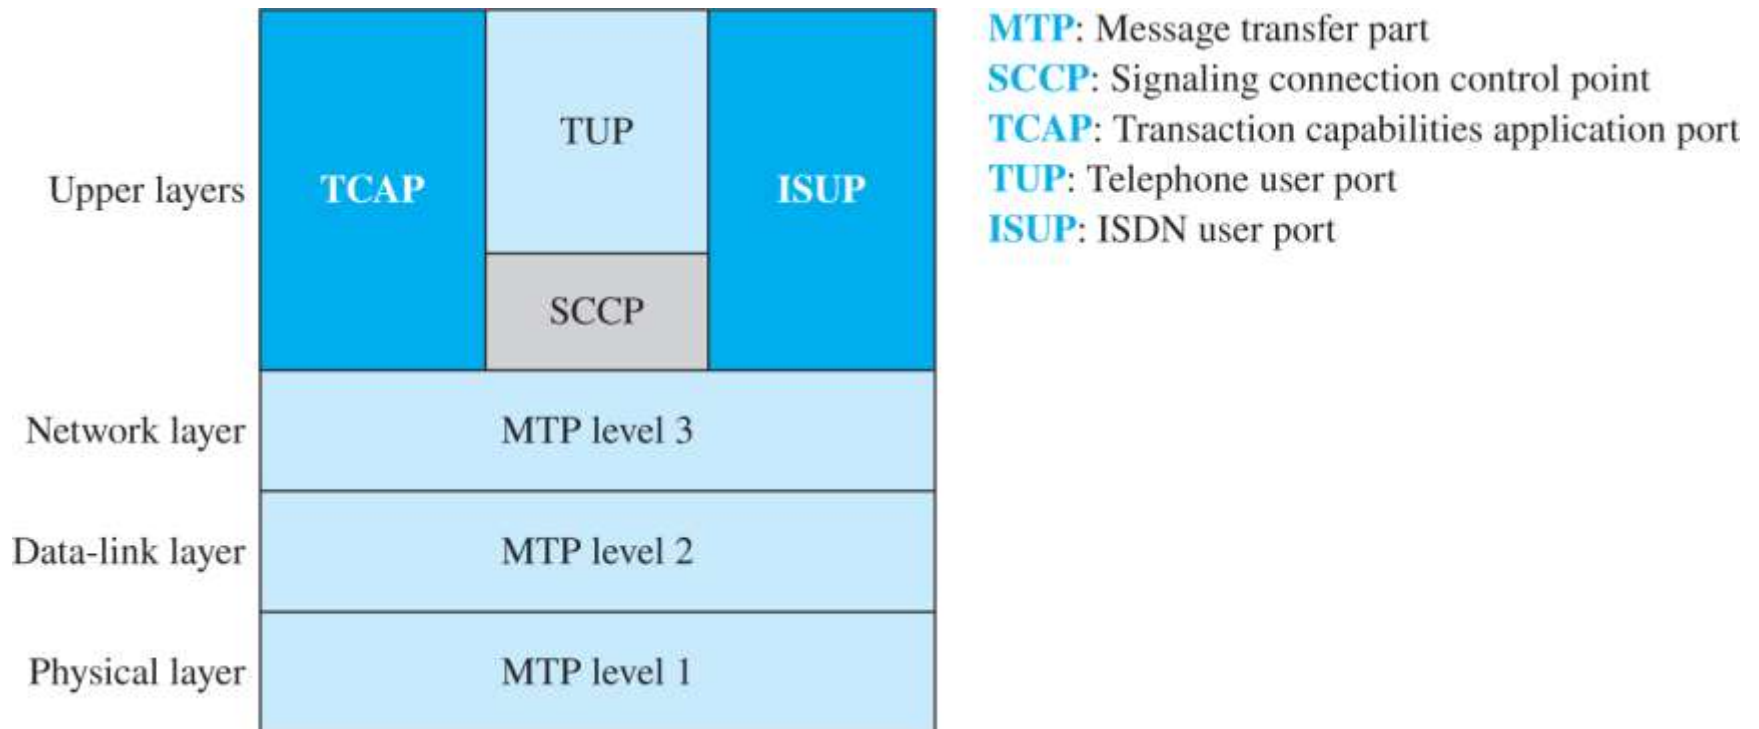 MTP: Message transfer part
SCCP: Signaling connection control point
TCAP: Transaction capabilities application port
TUP: Telephone user port
ISUP: ISDN user port
Upper layers
TCAP
TUP
SCCP
ISUP
Network layer
MTP level 3
Data-link layer
MTP level 2
Physical layer
MTP level 1